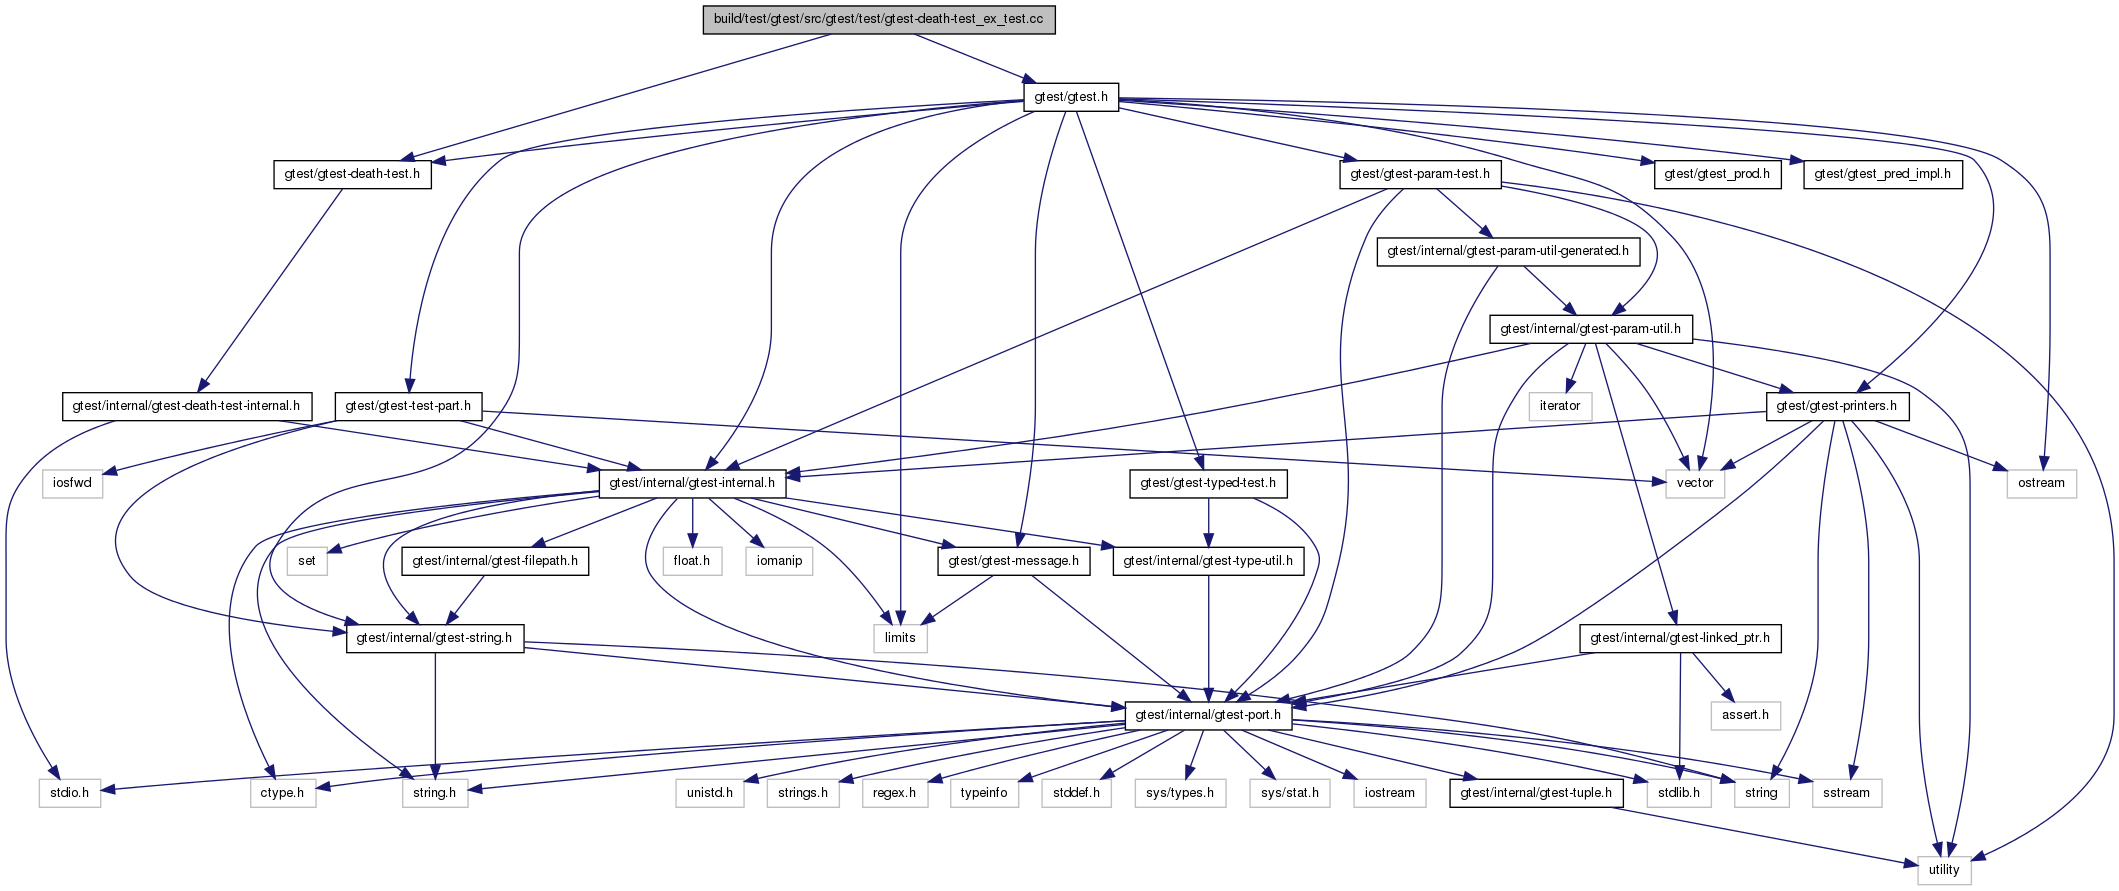 build/test/gtest/src/gtest/test/gtest-death-test_ex_test.cc
gtest/gtest.h
gtest/gtest-death-test.h
gtest/gtest-param-test.h
gtest/gtest_prod.h
gtest/gtest_pred_impl.h
gtest/internal/gtest-param-util-generated.h
gtest/internal/gtest-param-util.h
gtest/internal/gtest-death-test-internal.h
gtest/gtest-test-part.h
iterator
gtest/gtest-printers.h
iosfwd
gtest/internal/gtest-internal.h
gtest/gtest-typed-test.h
vector
ostream
set
gtest/internal/gtest-filepath.h
float.h
iomanip
gtest/gtest-message.h
gtest/internal/gtest-type-util.h
gtest/internal/gtest-string.h
limits
gtest/internal/gtest-linked_ptr.h
gtest/internal/gtest-port.h
assert.h
stdio.h
ctype.h
string.h
unistd.h
strings.h
regex.h
typeinfo
stddef.h
sys/types.h
sys/stat.h
iostream
gtest/internal/gtest-tuple.h
stdlib.h
string
sstream
utility